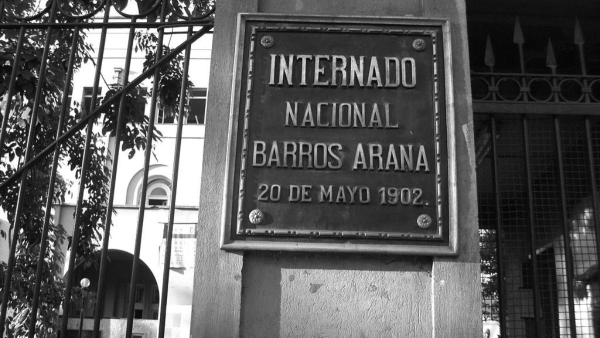 INTERNADO
NACIONAL
BARROS ARANA
20 DE MAYO 1902.